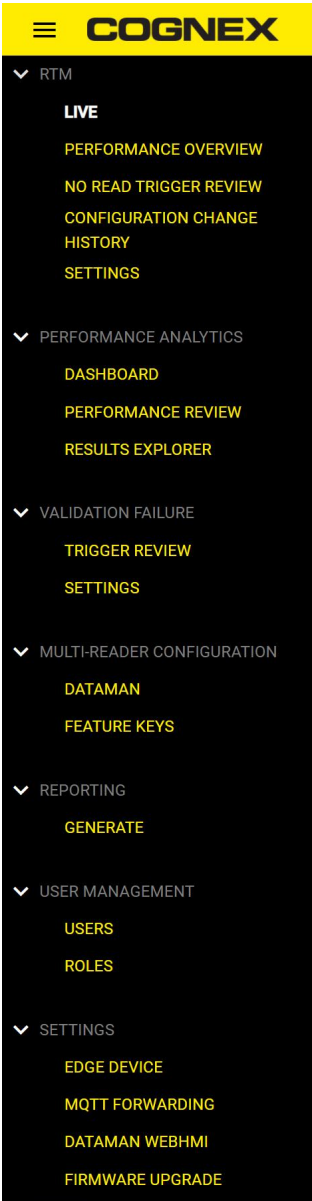 COGNEX
RTM
LIVE
PERFORMANCE OVERVIEW
NO READ TRIGGER REVIEW
CONFIGURATION CHANGE
HISTORY
SETTINGS
PERFORMANCE ANALYTICS
DASHBOARD
PERFORMANCE REVIEW
RESULTS EXPLORER
VALIDATION FAILURE
TRIGGER REVIEW
SETTINGS
MULTI-READER CONFIGURATION
DATAMAN
FEATURE KEYS
REPORTING
GENERATE
USER MANAGEMENT
USERS
ROLES
SETTINGS
EDGE DEVICE
MQTT FORWARDING
DATAMAN WEBHMI
FIRMWARE UPGRADE